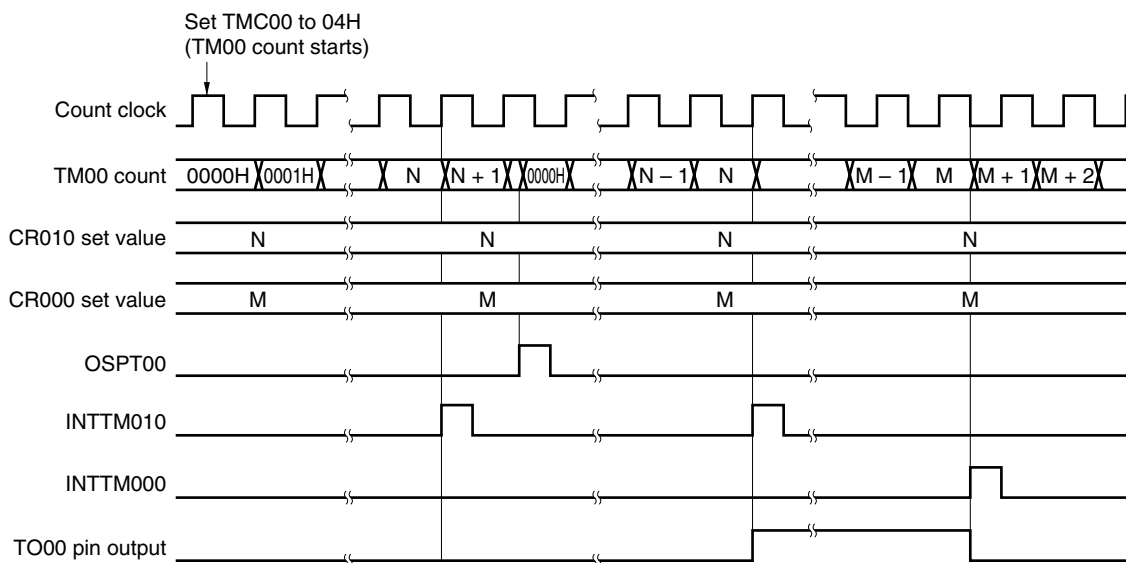 Set TMC00 to 04H
(TM00 count starts)
Count clock
TM00 count 0000H 0001H N N + 1 0000H N – 1 N M – 1 M M + 1 M + 2
CR010 set value N N N N
CR000 set value M M M M
OSPT00
INTTM010
INTTM000
TO00 pin output